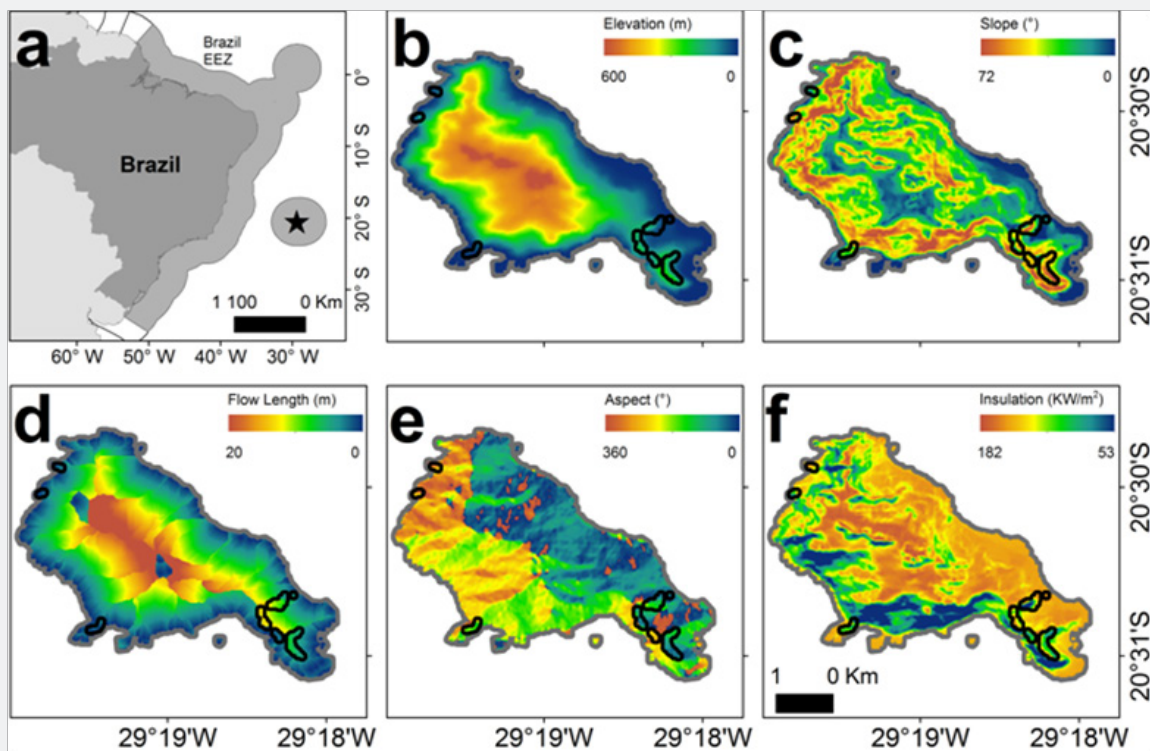 a
Brazil
EEZ
Brazil
1 100 0 Km
0°
10° S
20° S
30° S
60° W 50° W 40° W 30° W
b
Elevation (m)
600 0
c
Slope (°)
72 0
20°30'S
20°31'S
d
Flow Length (m)
20 0
e
Aspect (°)
360 0
f
Insulation (KW/m²)
182 53
20°30'S
20°31'S
1 0 Km
29°19'W 29°18'W
29°19'W 29°18'W
29°19'W 29°18'W